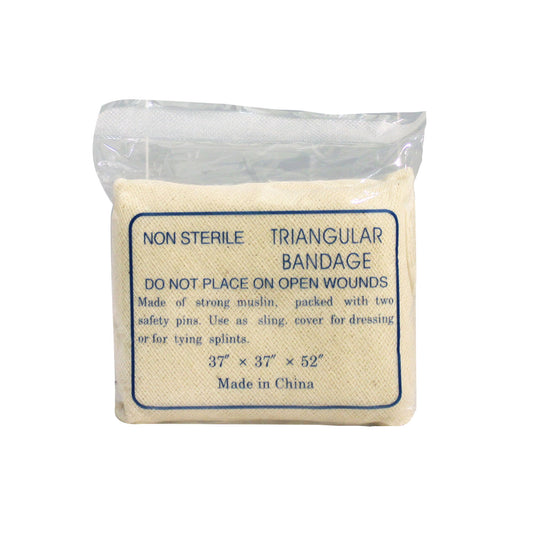 NON STERILE TRIANGULAR
BANDAGE
DO NOT PLACE ON OPEN WOUNDS
Made of strong muslin, packed with two
safety pins. Use as sling. cover for dressing
or for tying splints.
37″ × 37″ × 52″
Made in China